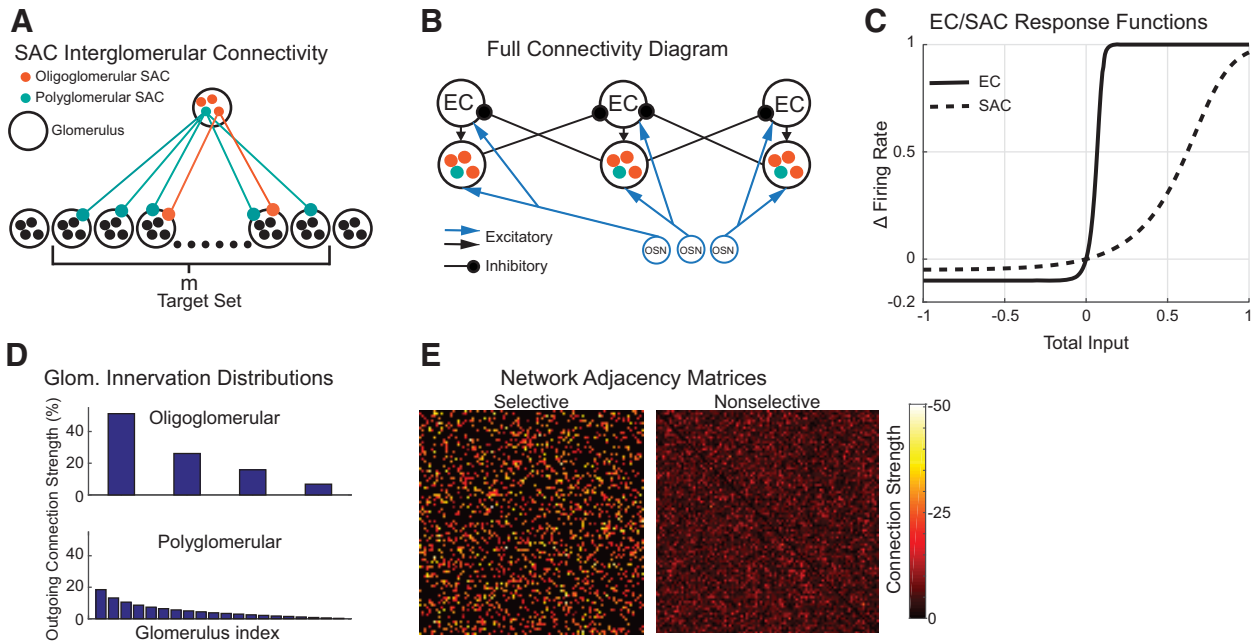 A
SAC Interglomerular Connectivity
Oligoglomerular SAC
Polyglomerular SAC
Glomerulus
m
Target Set
B
Full Connectivity Diagram
EC
EC
EC
OSN
OSN
OSN
Excitatory
Inhibitory
C
EC/SAC Response Functions
EC
SAC
Δ Firing Rate
1
0.5
0
-0.2
-1
-0.5
0
0.5
1
Total Input
D
Glom. Innervation Distributions
Outgoing Connection Strength (%)
Oligoglomerular
40
20
0
Polyglomerular
40
20
0
Glomerulus index
E
Network Adjacency Matrices
Selective
Nonselective
Connection Strength
-50
-25
0